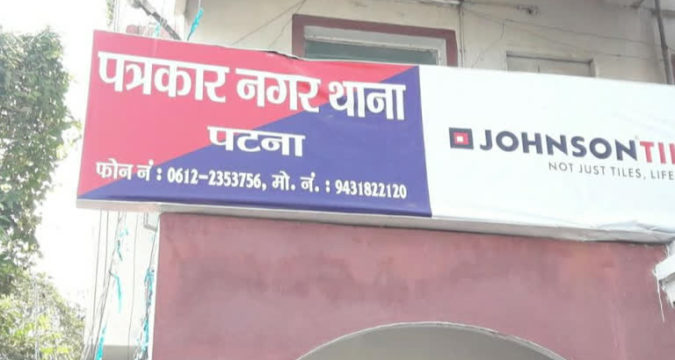 पत्रकार नगर थाना
पटना
फोन नं : 0612-2353756, मो. नं. : 9431822120
JOHNSON
NOT JUST TILES,